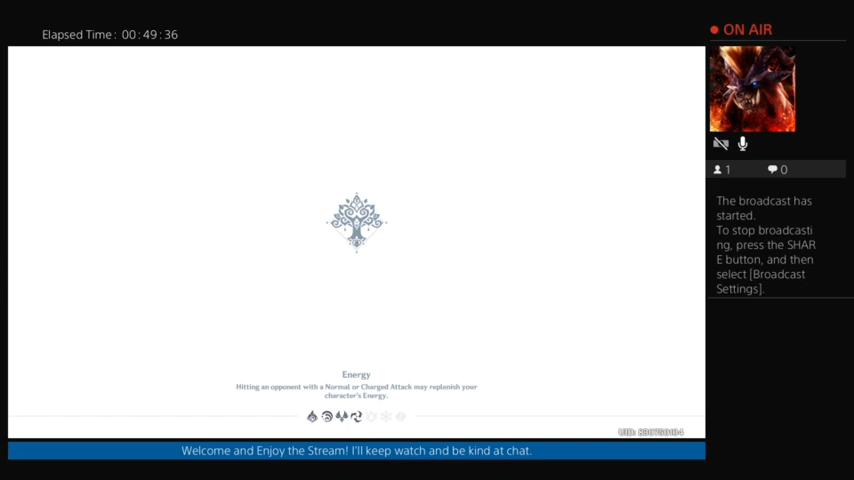 Elapsed Time: 00:49:36
ON AIR
1
0
The broadcast has
started.
To stop broadcasti
ng, press the SHAR
E button, and then
select [Broadcast
Settings].
Energy
Hitting an opponent with a Normal or Charged Attack may replenish your
character's Energy.
Welcome and Enjoy the Stream! I'll keep watch and be kind at chat.